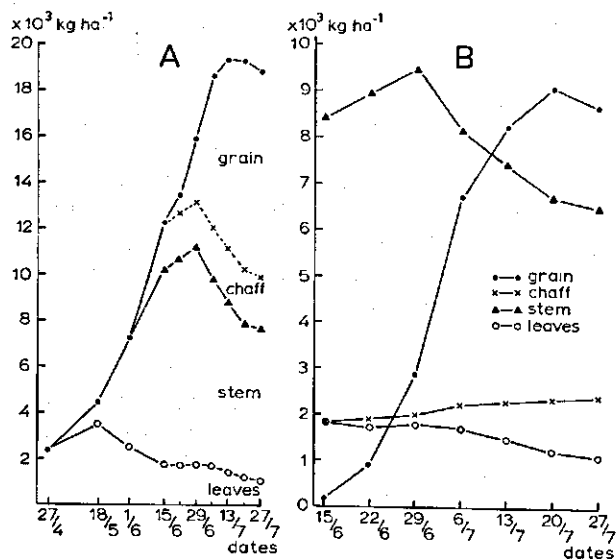 ×10³ kg ha⁻¹
A
20
18
16
14
12
10
8
6
4
2
grain
chaff
stem
leaves
27/4
18/5
1/6
15/6
29/6
13/7
27/7
dates
×10³ kg ha⁻¹
B
10
9
8
7
6
5
4
3
2
1
0
grain
chaff
stem
leaves
15/6
22/6
29/6
6/7
13/7
20/7
27/7
dates